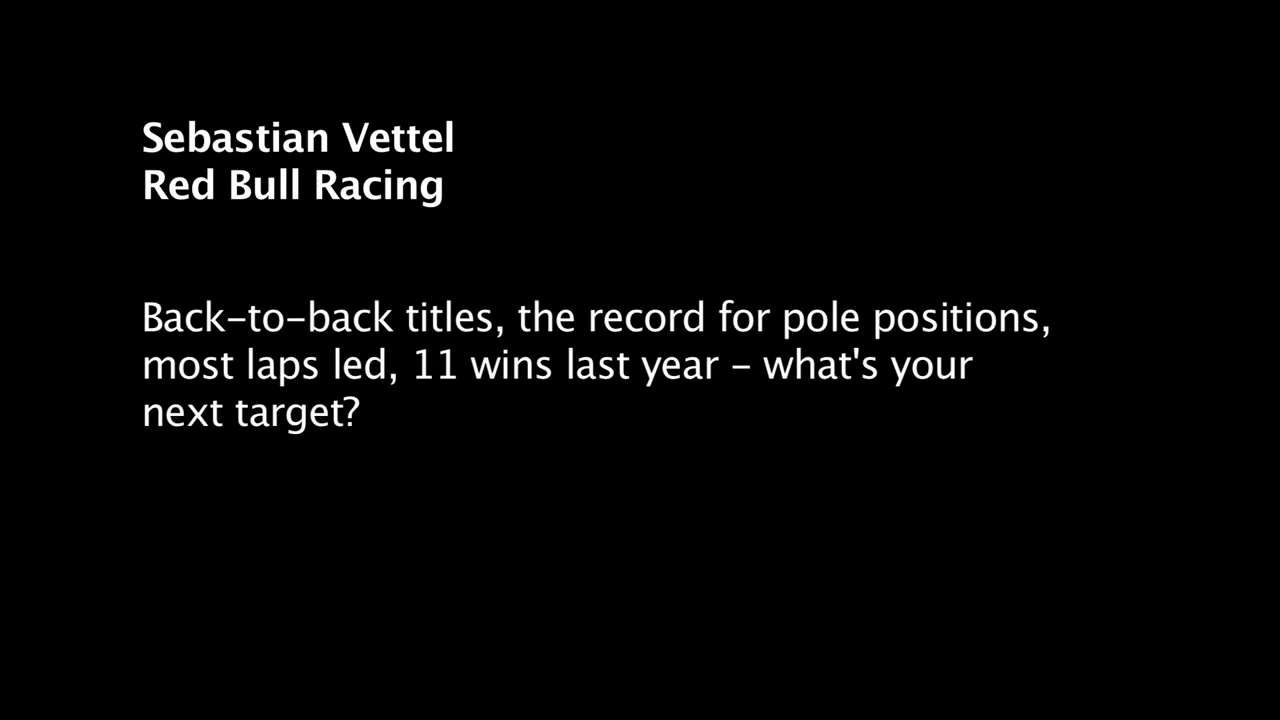 Sebastian Vettel
Red Bull Racing
Back-to-back titles, the record for pole positions,
most laps led, 11 wins last year - what's your
next target?